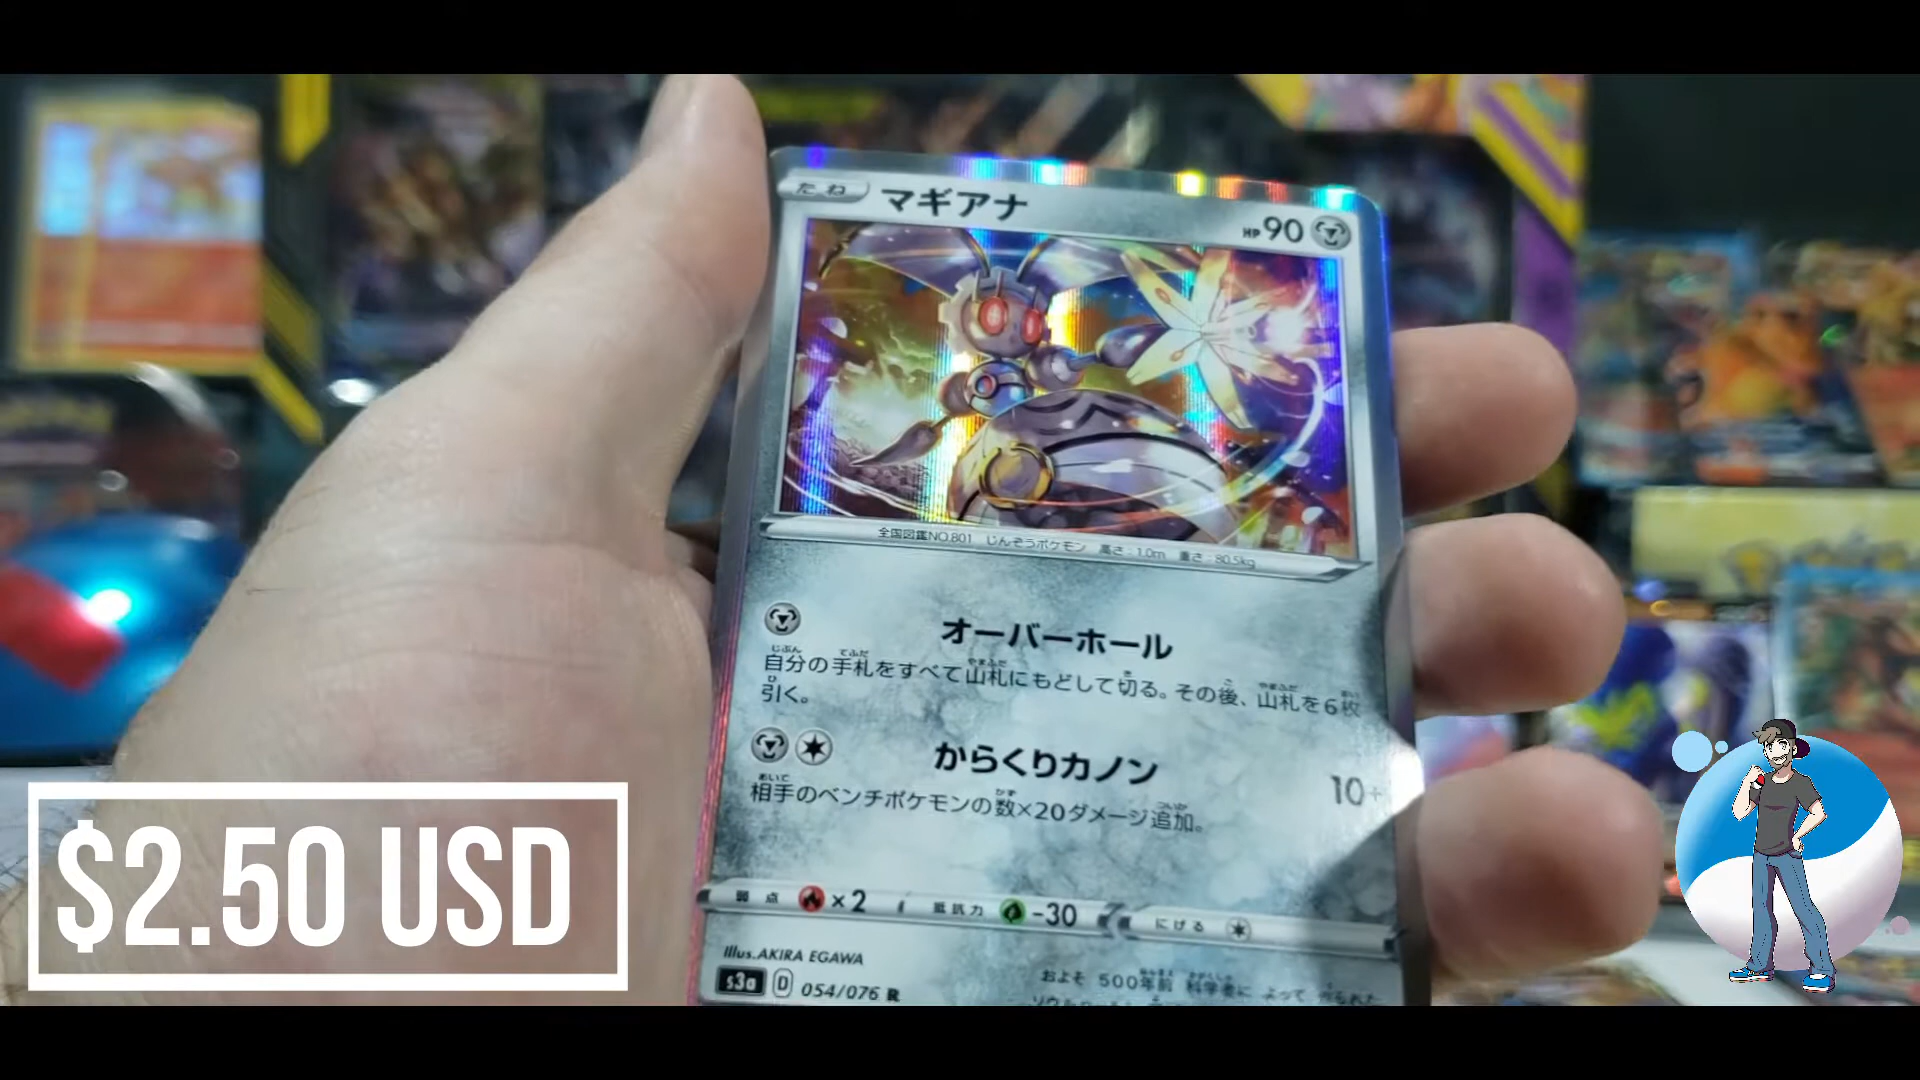 たね マギアナ HP90
全国図鑑NO.801 じんぞうポケモン 高さ:1.0m 重さ:80.5kg
オーバーホール
自分の手札をすべて山札にもどして切る。その後、山札を6枚
引く。
からくりカノン 10+
相手のベンチポケモンの数×20ダメージ追加。
弱点 ×2 抵抗力 -30 にげる
Illus.AKIRA EGAWA
s3a D 054/076 R
およそ 500年前 科学者に よって 作られた
$2.50 USD